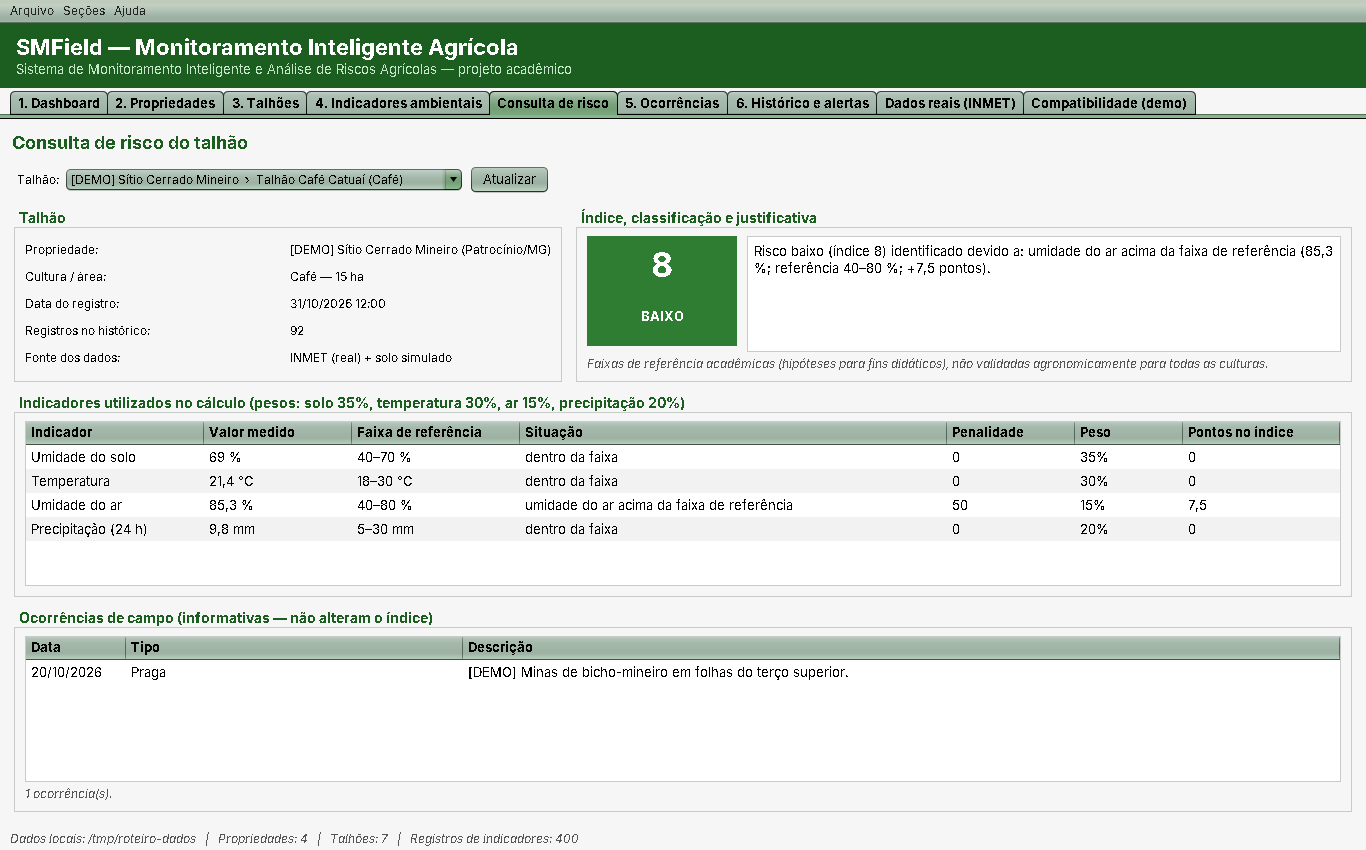 Arquivo Seções Ajuda
SMField — Monitoramento Inteligente Agrícola
Sistema de Monitoramento Inteligente e Análise de Riscos Agrícolas — projeto acadêmico
1. Dashboard 2. Propriedades 3. Talhões 4. Indicadores ambientais Consulta de risco 5. Ocorrências 6. Histórico e alertas Dados reais (INMET) Compatibilidade (demo)
Consulta de risco do talhão
Talhão: [DEMO] Sítio Cerrado Mineiro › Talhão Café Catuaí (Café) Atualizar
Talhão
Propriedade: [DEMO] Sítio Cerrado Mineiro (Patrocínio/MG)
Cultura / área: Café — 15 ha
Data do registro: 31/10/2026 12:00
Registros no histórico: 92
Fonte dos dados: INMET (real) + solo simulado
Índice, classificação e justificativa
8
BAIXO
Risco baixo (índice 8) identificado devido a: umidade do ar acima da faixa de referência (85,3
%; referência 40–80 %; +7,5 pontos).
Faixas de referência acadêmicas (hipóteses para fins didáticos), não validadas agronomicamente para todas as culturas.
Indicadores utilizados no cálculo (pesos: solo 35%, temperatura 30%, ar 15%, precipitação 20%)
Indicador Valor medido Faixa de referência Situação Penalidade Peso Pontos no índice
Umidade do solo 69 % 40–70 % dentro da faixa 0 35% 0
Temperatura 21,4 °C 18–30 °C dentro da faixa 0 30% 0
Umidade do ar 85,3 % 40–80 % umidade do ar acima da faixa de referência 50 15% 7,5
Precipitação (24 h) 9,8 mm 5–30 mm dentro da faixa 0 20% 0
Ocorrências de campo (informativas — não alteram o índice)
Data Tipo Descrição
20/10/2026 Praga [DEMO] Minas de bicho-mineiro em folhas do terço superior.
1 ocorrência(s).
Dados locais: /tmp/roteiro-dados | Propriedades: 4 | Talhões: 7 | Registros de indicadores: 400